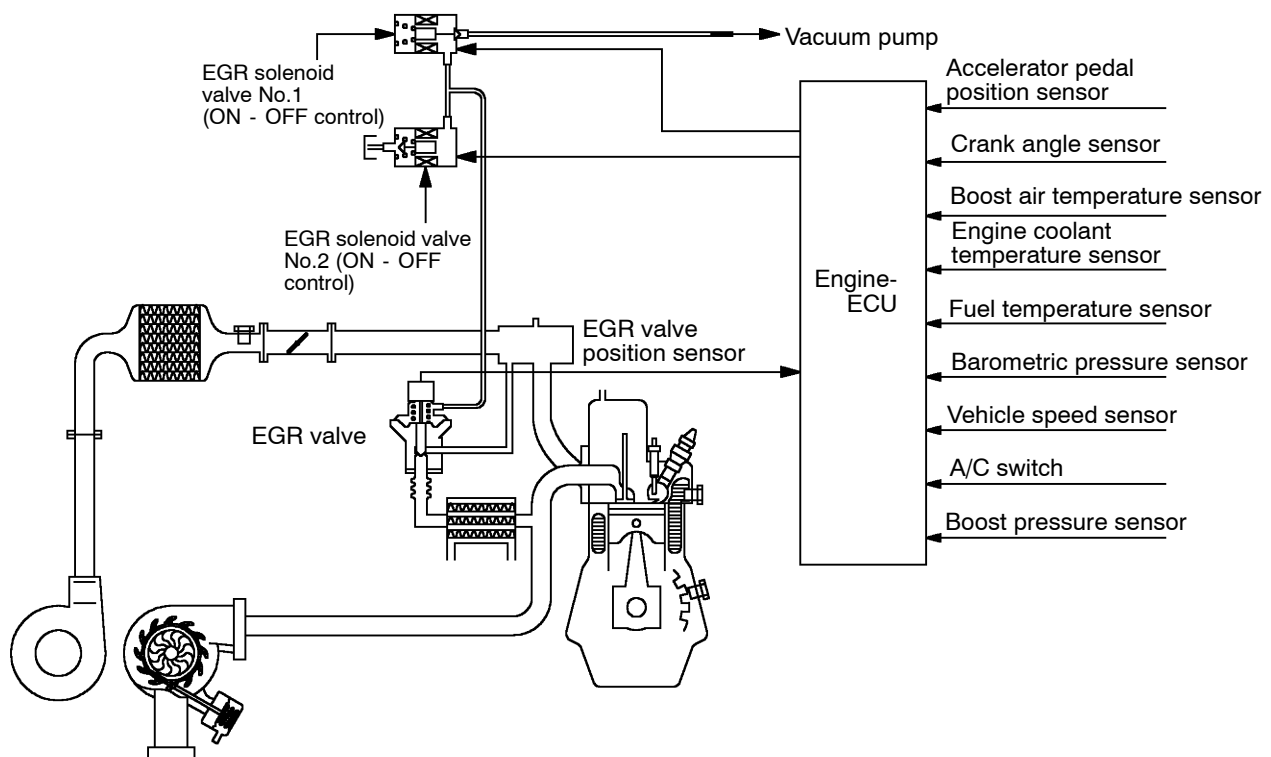 Vacuum pump
EGR solenoid
valve No.1
(ON - OFF control)
EGR solenoid valve
No.2 (ON - OFF
control)
EGR valve
position sensor
EGR valve
Engine-
ECU
Accelerator pedal
position sensor
Crank angle sensor
Boost air temperature sensor
Engine coolant
temperature sensor
Fuel temperature sensor
Barometric pressure sensor
Vehicle speed sensor
A/C switch
Boost pressure sensor